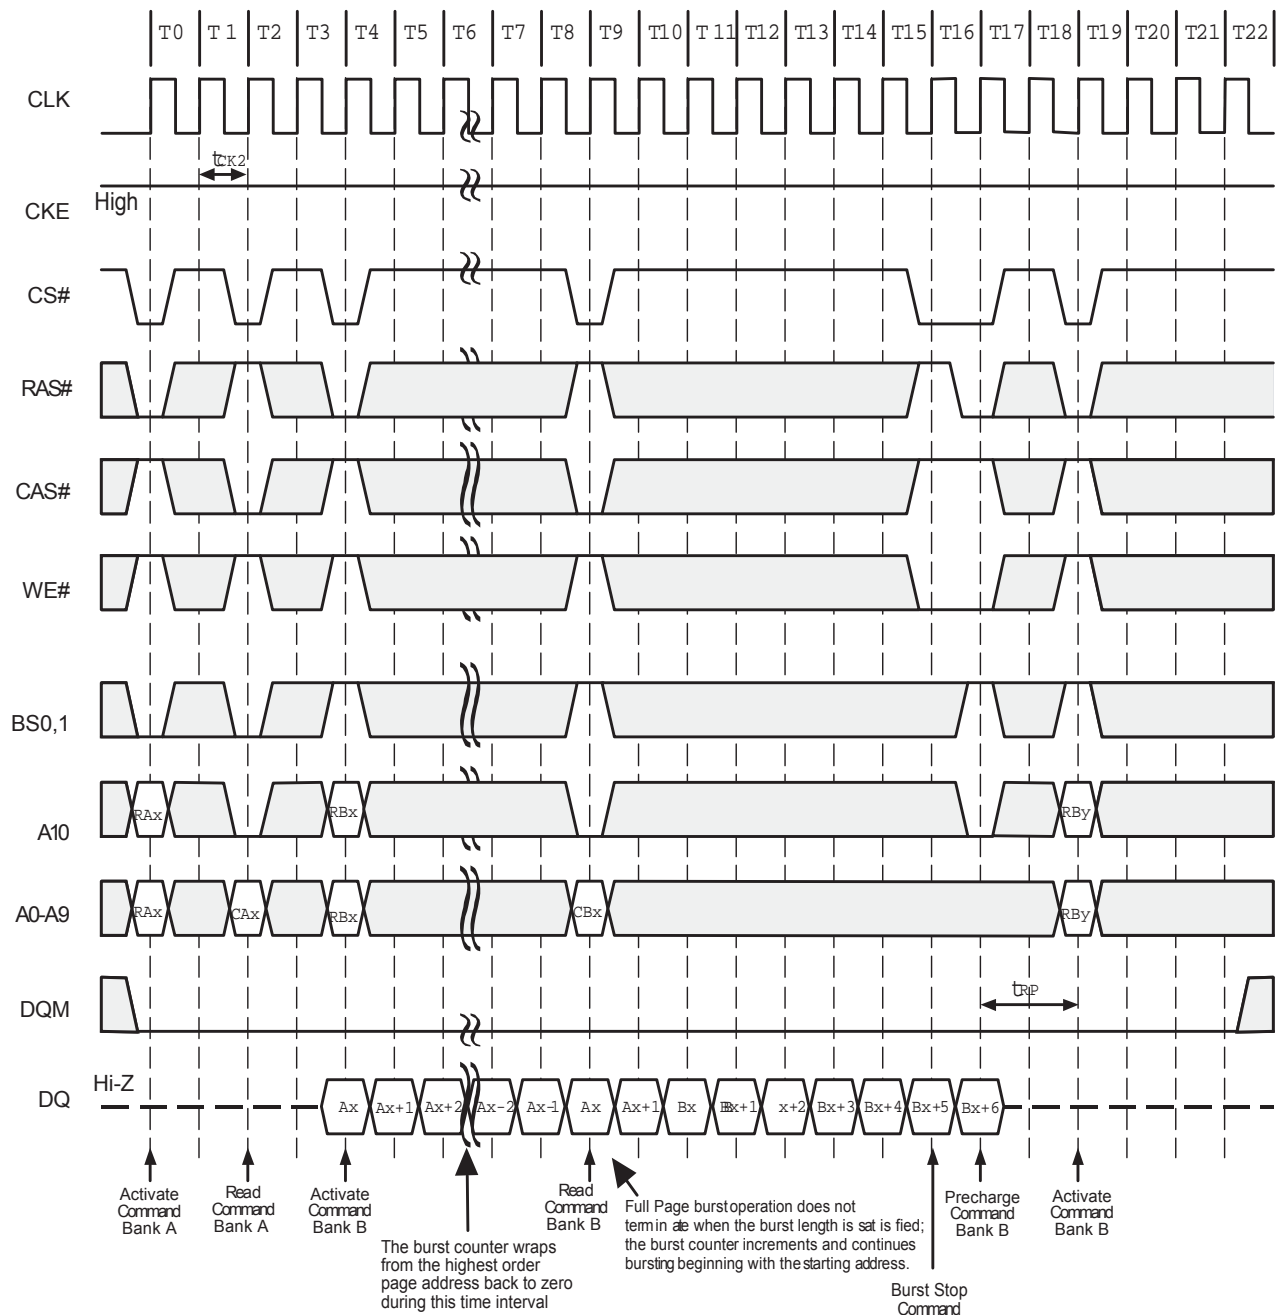 T0 T 1 T2 T3 T4 T5 T6 T7 T8 T9 T10 T 11 T12 T13 T14 T15 T16 T17 T18 T19 T20 T21 T22
CLK
tCK2
High
CKE
CS#
RAS#
CAS#
WE#
BS0,1
RAx RBx RBy
A10
RAx CAx RBx CBx RBy
A0-A9
DQM
tRP
Hi-Z
DQ
Ax Ax+1 Ax+2 Ax-2 Ax-1 Ax Ax+1 Bx Bx+1 x+2 Bx+3 Bx+4 Bx+5 Bx+6
Activate
Command
Bank A
Read
Command
Bank A
Activate
Command
Bank B
The burst counter wraps
from the highest order
page address back to zero
during this time interval
Read
Command
Bank B
Full Page burst operation does not
termin ate when the burst length is sat is fied;
the burst counter increments and continues
bursting beginning with the starting address.
Burst Stop
Command
Precharge
Command
Bank B
Activate
Command
Bank B